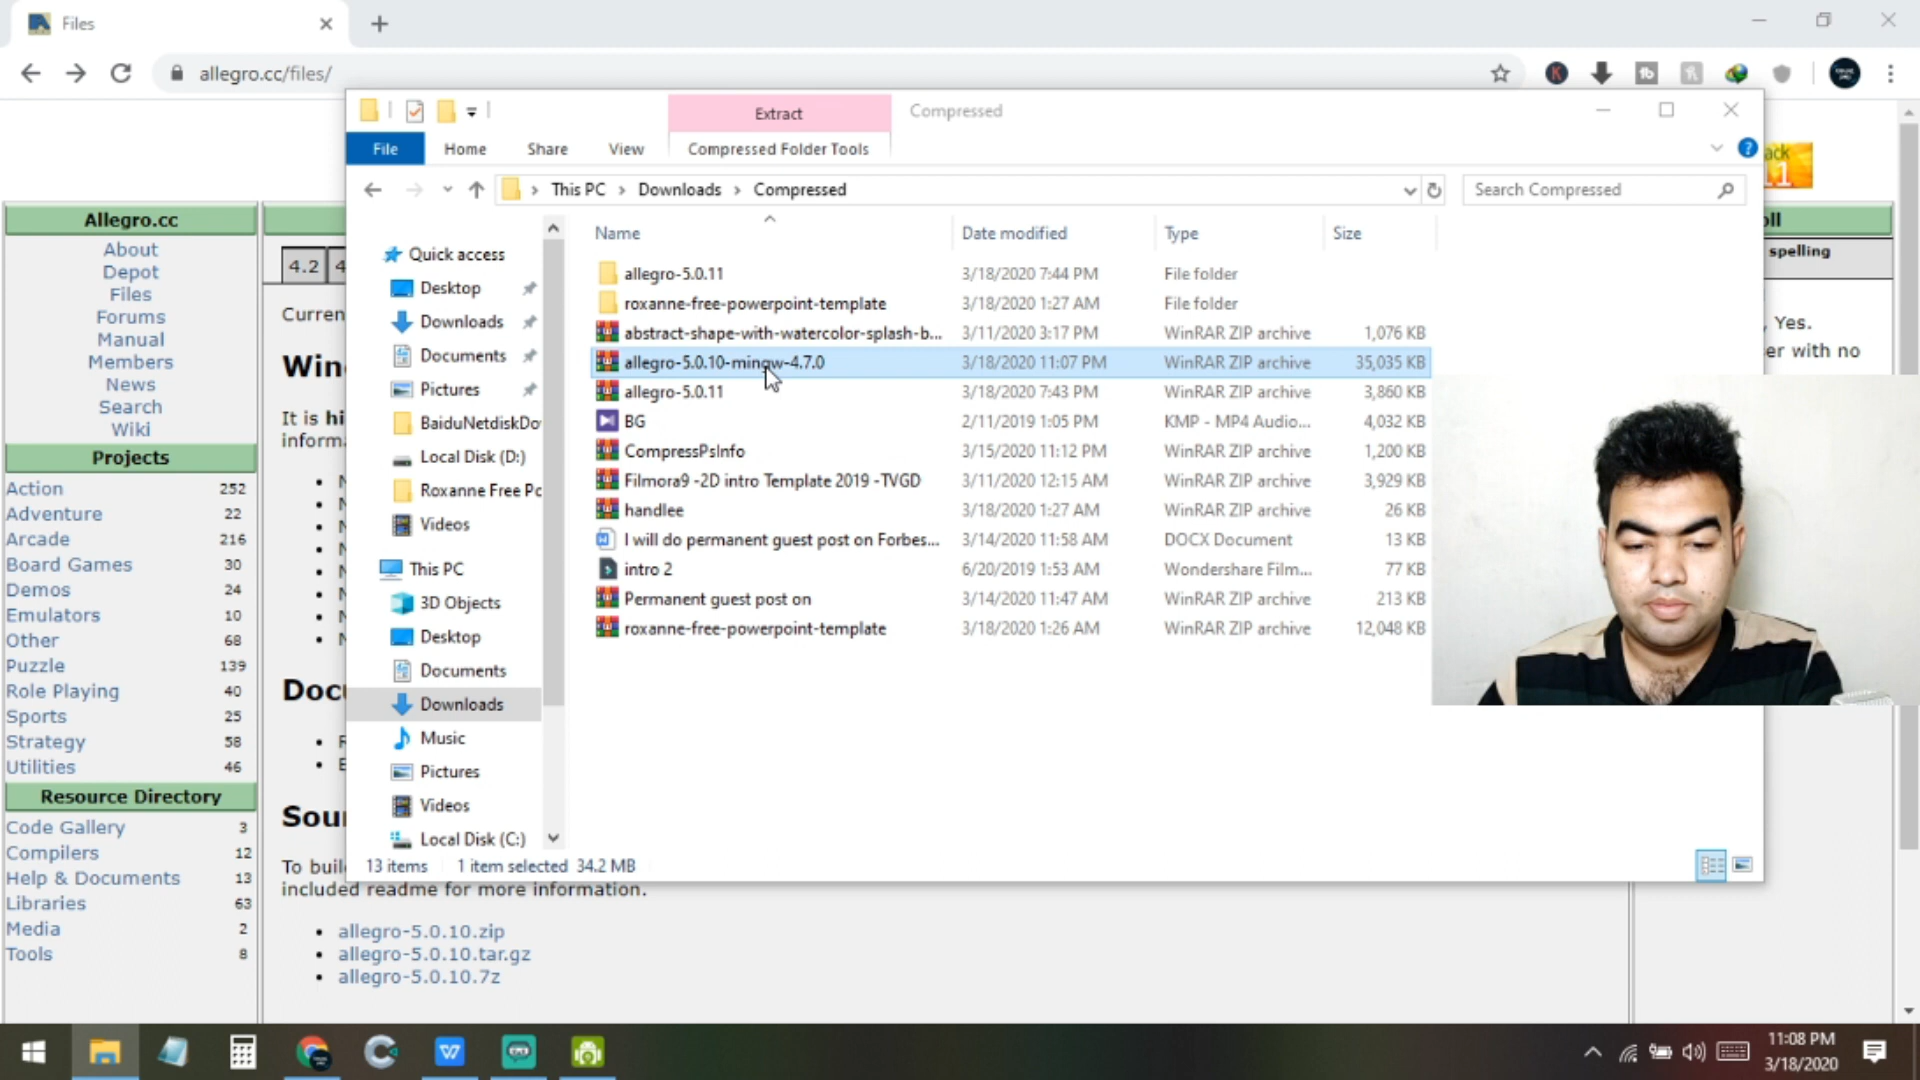 Files
allegro.cc/files/
Extract
Compressed
File
Home
Share
View
Compressed Folder Tools
This PC
Downloads
Compressed
Search Compressed
Name
Date modified
Type
Size
Quick access
Desktop
Downloads
Documents
Pictures
BaiduNetdiskDo
Local Disk (D:)
Roxanne Free Pc
Videos
This PC
3D Objects
Desktop
Documents
Downloads
Music
Pictures
Videos
Local Disk (C:)
allegro-5.0.11 3/18/2020 7:44 PM File folder
roxanne-free-powerpoint-template 3/18/2020 1:27 AM File folder
abstract-shape-with-watercolor-splash-b... 3/11/2020 3:17 PM WinRAR ZIP archive 1,076 KB
allegro-5.0.10-mingw-4.7.0 3/18/2020 11:07 PM WinRAR ZIP archive 35,035 KB
allegro-5.0.11 3/18/2020 7:43 PM WinRAR ZIP archive 3,860 KB
BG 2/11/2019 1:05 PM KMP - MP4 Audio... 4,032 KB
CompressPsInfo 3/15/2020 11:12 PM WinRAR ZIP archive 1,200 KB
Filmora9 -2D intro Template 2019 -TVGD 3/11/2020 12:15 AM WinRAR ZIP archive 3,929 KB
handlee 3/18/2020 1:27 AM WinRAR ZIP archive 26 KB
I will do permanent guest post on Forbes... 3/14/2020 11:58 AM DOCX Document 13 KB
intro 2 6/20/2019 1:53 AM Wondershare Film... 77 KB
Permanent guest post on 3/14/2020 11:47 AM WinRAR ZIP archive 213 KB
roxanne-free-powerpoint-template 3/18/2020 1:26 AM WinRAR ZIP archive 12,048 KB
13 items 1 item selected 34.2 MB
Allegro.cc
About
Depot
Files
Forums
Manual
Members
News
Search
Wiki
Projects
Action 252
Adventure 22
Arcade 216
Board Games 30
Demos 24
Emulators 10
Other 68
Puzzle 139
Role Playing 40
Sports 25
Strategy 58
Utilities 46
Resource Directory
Code Gallery 3
Compilers 12
Help & Documents 13
Libraries 63
Media 2
Tools 8
4.2 4
Curren
Win
It is hi
inform
Doc
Sou
To buil
included readme for more information.
allegro-5.0.10.zip
allegro-5.0.10.tar.gz
allegro-5.0.10.7z
ack
11
oll
spelling
, Yes.
er with no
11:08 PM
3/18/2020